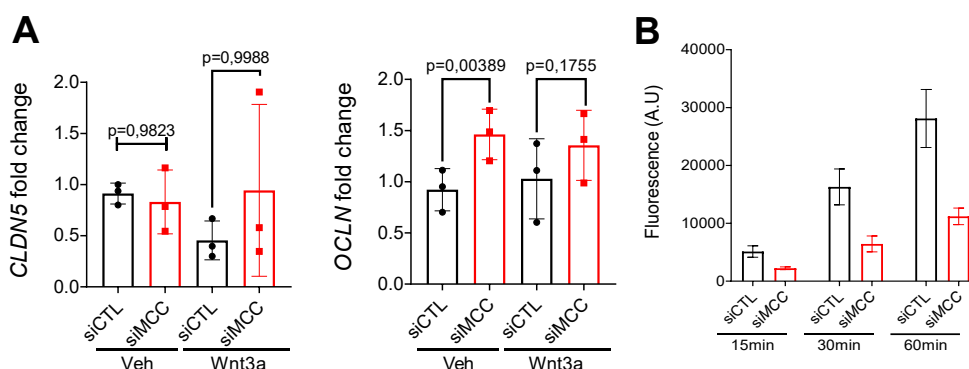 A
CLDN5 fold change
2.0
1.5
1.0
0.5
0.0
p=0,9823
p=0,9988
siCTL
siMCC
siCTL
siMCC
Veh
Wnt3a
OCLN fold change
2.0
1.5
1.0
0.5
0.0
p=0,00389
p=0,1755
siCTL
siMCC
siCTL
siMCC
Veh
Wnt3a
B
Fluorescence (A.U)
40000
30000
20000
10000
0
siCTL
siMCC
siCTL
siMCC
siCTL
siMCC
15min
30min
60min